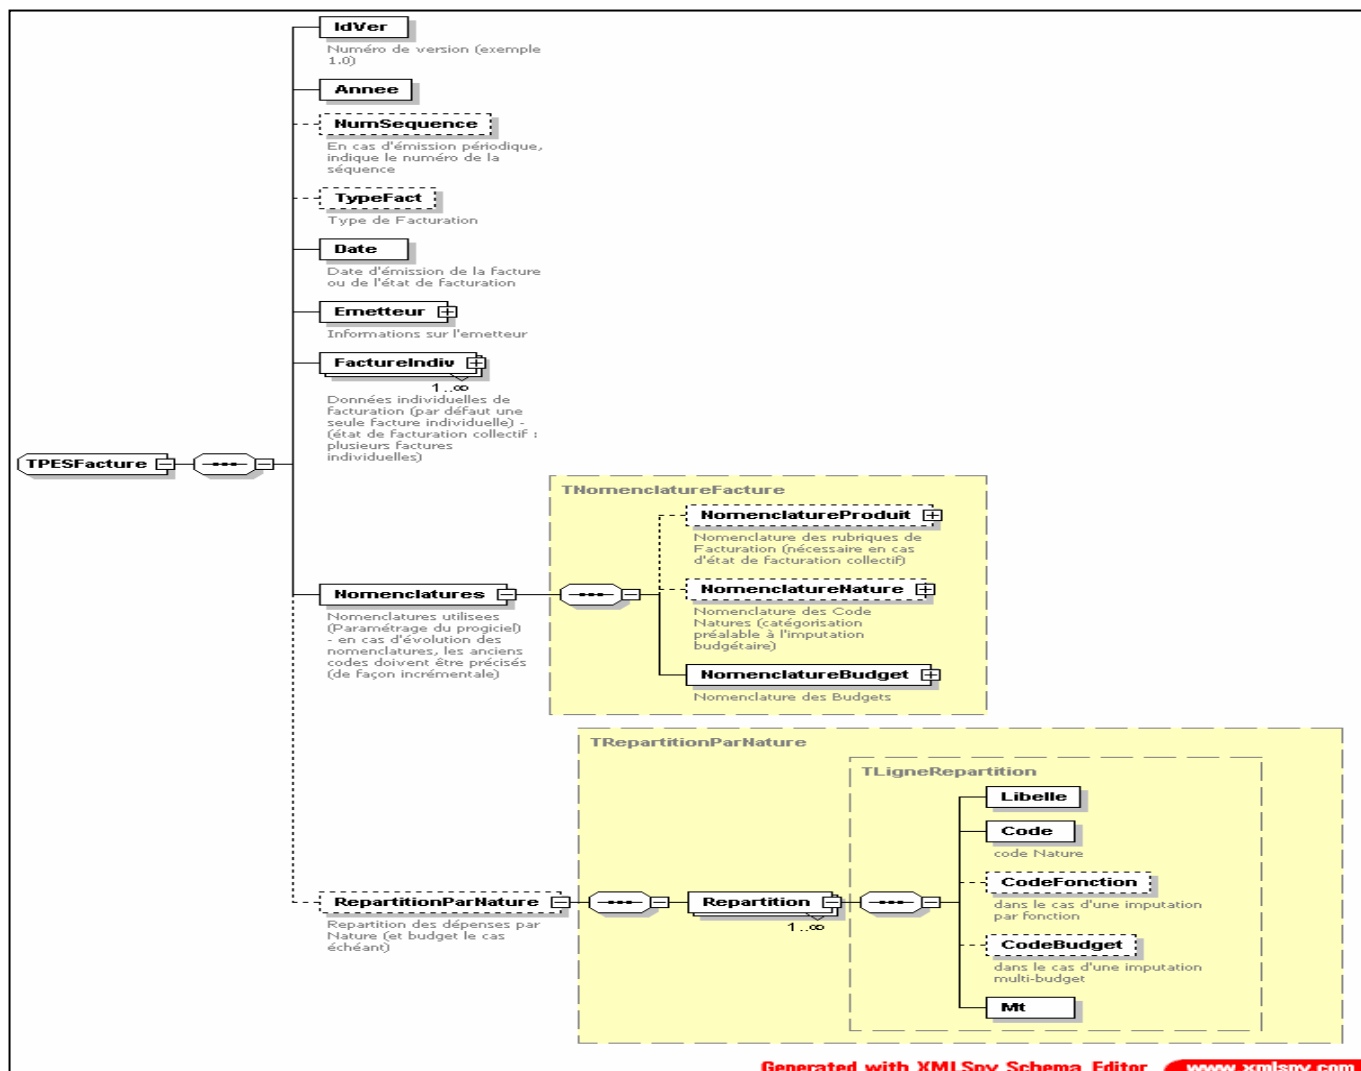 IdVer
Numéro de version (exemple
1.0)
Annee
NumSequence
En cas d'émission périodique,
indique le numéro de la
séquence
TypeFact
Type de Facturation
Date
Date d'émission de la facture
ou de l'état de facturation
Emetteur
Informations sur l'emetteur
FactureIndiv
1..∞
Données individuelles de
facturation (par défaut une
seule facture individuelle) -
(état de facturation collectif :
plusieurs factures
individuelles)
TPESFacture
TNomenclatureFacture
NomenclatureProduit
Nomenclature des rubriques de
Facturation (nécessaire en cas
d'état de facturation collectif)
Nomenclatures
Nomenclatures utilisees
(Paramétrage du progiciel)
- en cas d'évolution des
nomenclatures, les anciens
codes doivent être précisés
(de façon incrémentale)
NomenclatureNature
Nomenclature des Code
Natures (catégorisation
préalable à l'imputation
budgétaire)
NomenclatureBudget
Nomenclature des Budgets
TRepartitionParNature
TLigneRepartition
Libelle
Code
code Nature
RepartitionParNature
Repartition des dépenses par
Nature (et budget le cas
échéant)
Repartition
1..∞
CodeFonction
dans le cas d'une imputation
par fonction
CodeBudget
dans le cas d'une imputation
multi-budget
Mt
Generated with XMLSpy Schema Editor www.xmlspy.com